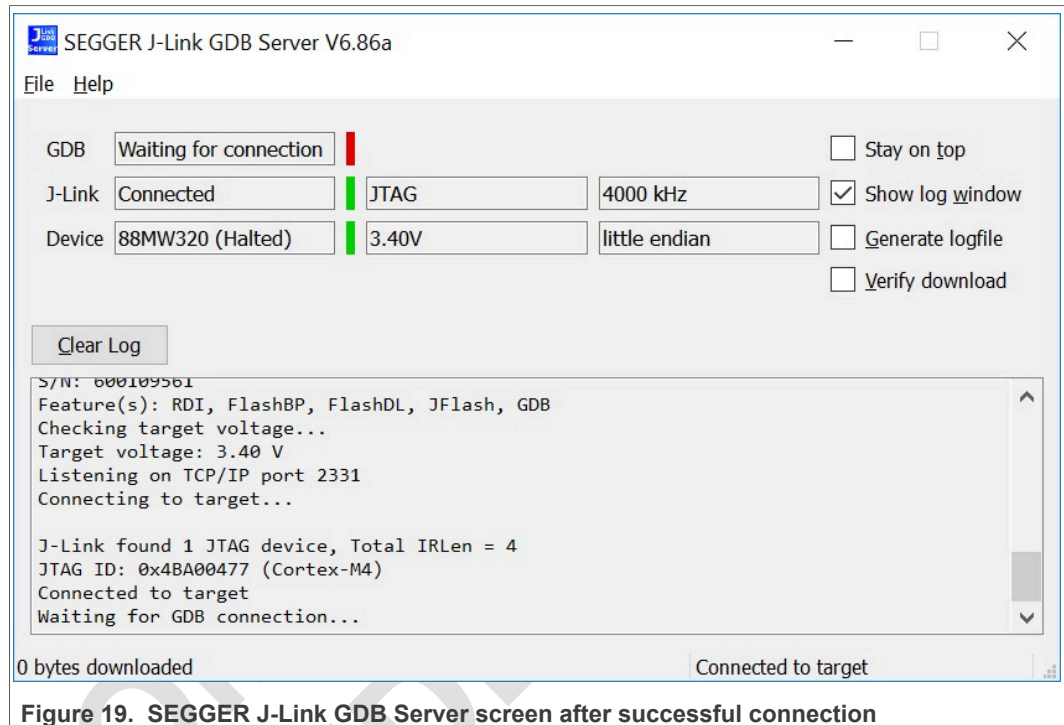 J-Link GDB Server
SEGGER J-Link GDB Server V6.86a
File Help
GDB Waiting for connection Stay on top
J-Link Connected JTAG 4000 kHz Show log window
Device 88MW320 (Halted) 3.40V little endian Generate logfile
Verify download
Clear Log
S/N: 600109561
Feature(s): RDI, FlashBP, FlashDL, JFlash, GDB
Checking target voltage...
Target voltage: 3.40 V
Listening on TCP/IP port 2331
Connecting to target...
J-Link found 1 JTAG device, Total IRLen = 4
JTAG ID: 0x4BA00477 (Cortex-M4)
Connected to target
Waiting for GDB connection...
0 bytes downloaded Connected to target
Figure 19. SEGGER J-Link GDB Server screen after successful connection